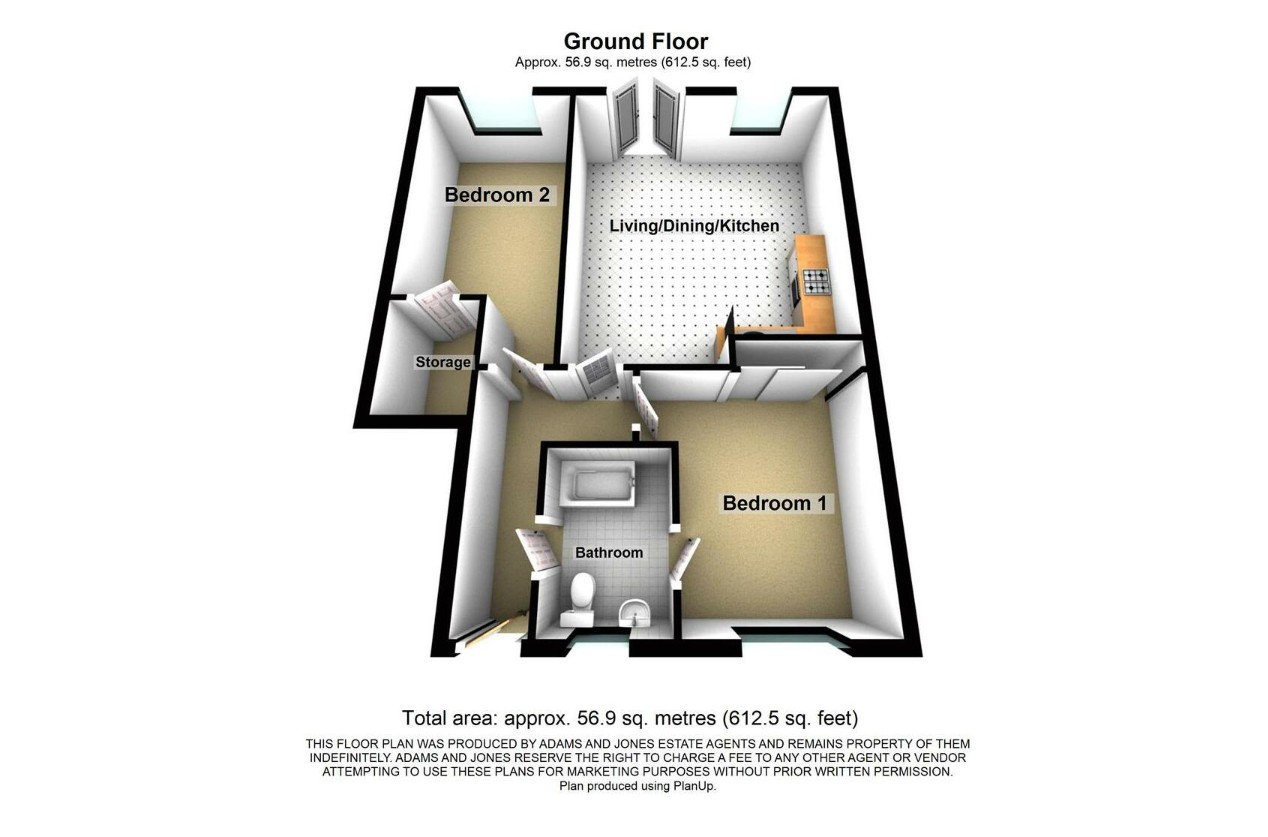 Ground Floor
Approx. 56.9 sq. metres (612.5 sq. feet)
Bedroom 2
Living/Dining/Kitchen
Storage
Bedroom 1
Bathroom
Total area: approx. 56.9 sq. metres (612.5 sq. feet)
THIS FLOOR PLAN WAS PRODUCED BY ADAMS AND JONES ESTATE AGENTS AND REMAINS PROPERTY OF THEM
INDEFINITELY. ADAMS AND JONES RESERVE THE RIGHT TO CHARGE A FEE TO ANY OTHER AGENT OR VENDOR
ATTEMPTING TO USE THESE PLANS FOR MARKETING PURPOSES WITHOUT PRIOR WRITTEN PERMISSION.
Plan produced using PlanUp.